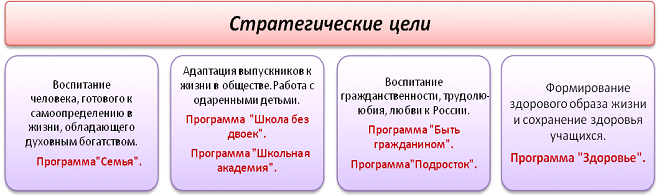 Стратегические цели
Воспитание
человека, готового к
самоопределению в
жизни, обладающего
духовным богатством.
Программа"Семья".
Адаптация выпускников к
жизни в обществе.Работа с
одаренными детьми.
Программа "Школа без
двоек".
Программа "Школьная
академия".
Воспитание
гражданственности, трудолю-
юбия, любви к России.
Программа "Быть
гражданином".
Программа"Подросток".
Формирование
здорового образа жизни
и сохранение здоровья
учащихся.
Программа "Здоровье".